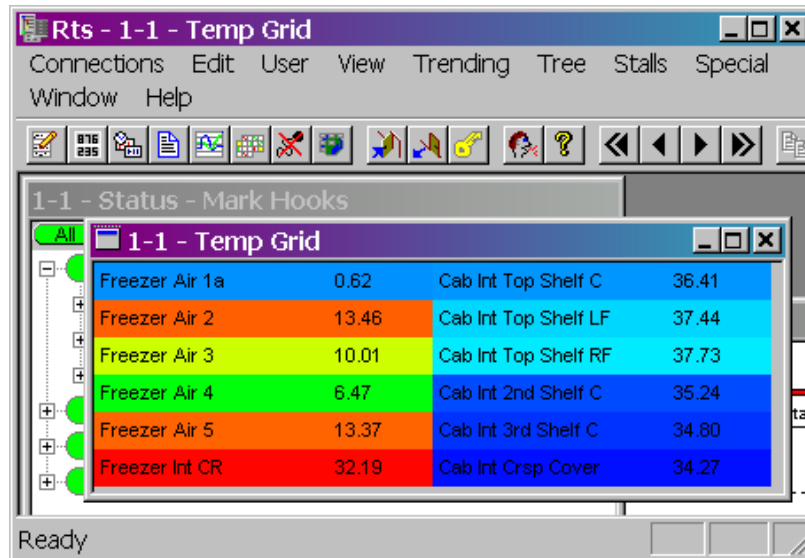 Rts - 1-1 - Temp Grid
Connections Edit User View Trending Tree Stalls Special
Window Help
876
235
1-1 - Status - Mark Hooks
All
1-1 - Temp Grid
Freezer Air 1a 0.62 Cab Int Top Shelf C 36.41
Freezer Air 2 13.46 Cab Int Top Shelf LF 37.44
Freezer Air 3 10.01 Cab Int Top Shelf RF 37.73
Freezer Air 4 6.47 Cab Int 2nd Shelf C 35.24
Freezer Air 5 13.37 Cab Int 3rd Shelf C 34.80
Freezer Int CR 32.19 Cab Int Crsp Cover 34.27
Ready